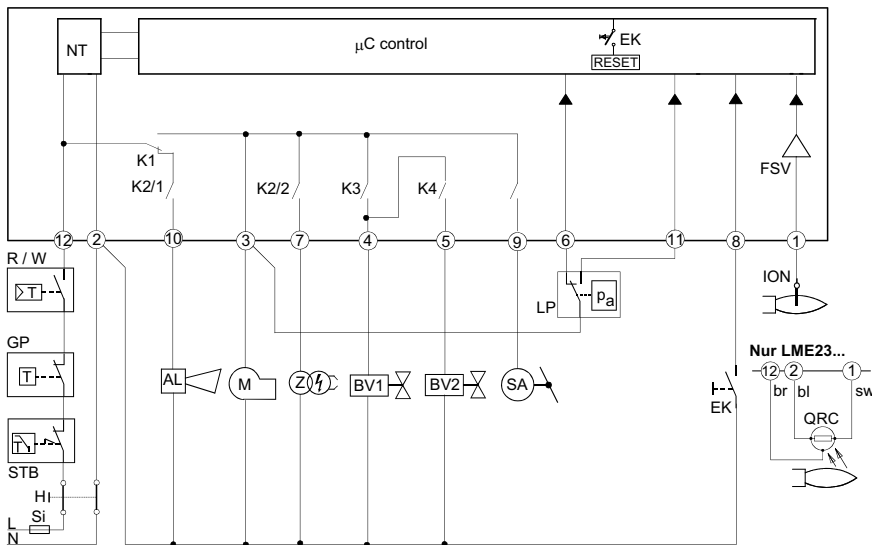 NT
µC control
EK
RESET
K1
K2/1
K2/2
K3
K4
FSV
12
2
10
3
7
4
5
9
6
11
8
1
R / W
T
GP
T
STB
T
H
Si
L
N
AL
M
Z
BV1
BV2
SA
LP
pa
EK
ION
Nur LME23...
12
2
1
br
bl
sw
QRC